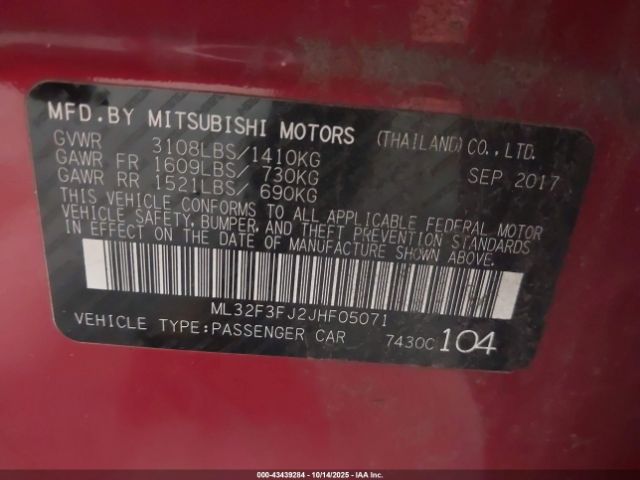 MFD.BY MITSUBISHI MOTORS (THAILAND)CO.,LTD.
GVWR 3108LBS/1410KG
GAWR FR 1609LBS/ 730KG SEP 2017
GAWR RR 1521LBS/ 690KG
THIS VEHICLE CONFORMS TO ALL APPLICABLE FEDERAL MOTOR
VEHICLE SAFETY, BUMPER, AND THEFT PREVENTION STANDARDS
IN EFFECT ON THE DATE OF MANUFACTURE SHOWN ABOVE.
ML32F3FJ2JHF05071
VEHICLE TYPE:PASSENGER CAR 7430C 104
000-43439284 - 10/14/2025 - IAA, Inc.